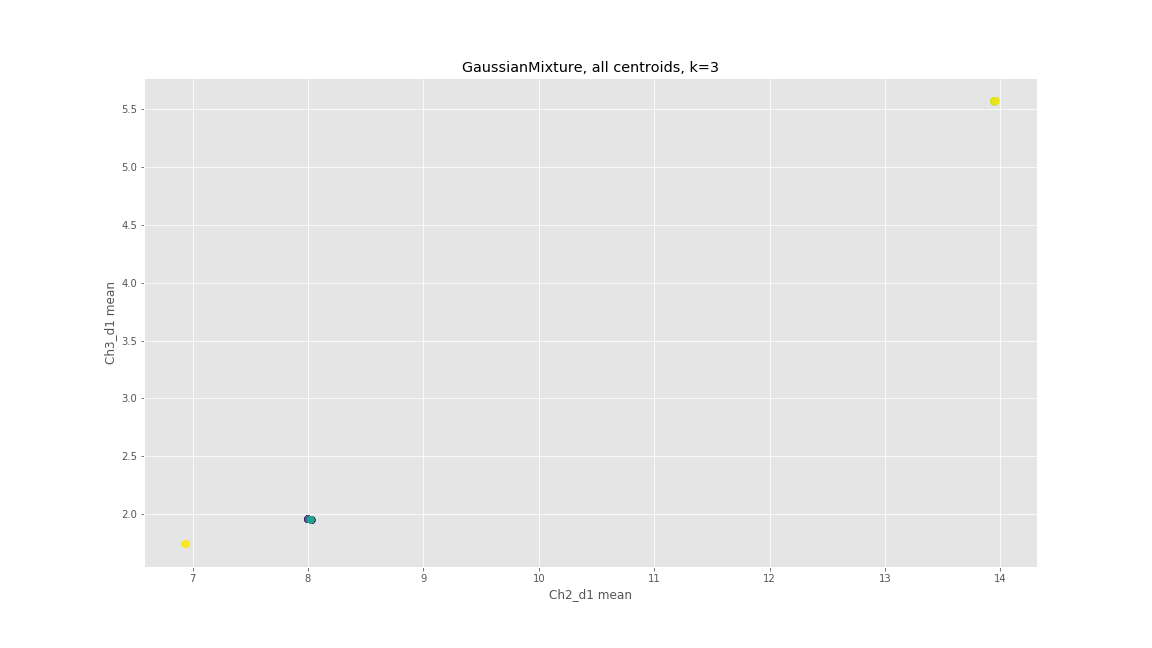 GaussianMixture, all centroids, k=3
5.5
5.0
4.5
4.0
3.5
3.0
2.5
2.0
Ch3_d1 mean
7 8 9 10 11 12 13 14
Ch2_d1 mean